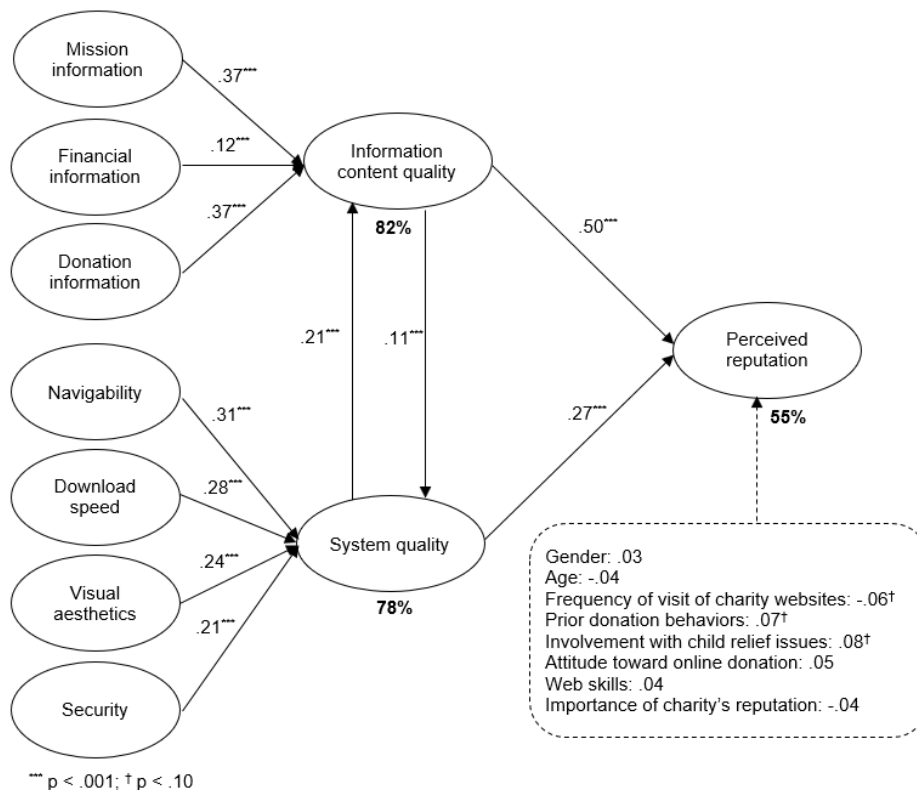 Mission
information
.37***
Financial
information
.12***
Donation
information
.37***
Information
content quality
82%
.50***
.21***
.11***
Perceived
reputation
55%
Navigability
.31***
Download
speed
.28***
Visual
aesthetics
.24***
Security
.21***
System quality
78%
.27***
Gender: .03
Age: -.04
Frequency of visit of charity websites: -.06†
Prior donation behaviors: .07†
Involvement with child relief issues: .08†
Attitude toward online donation: .05
Web skills: .04
Importance of charity’s reputation: -.04
*** p < .001; † p < .10